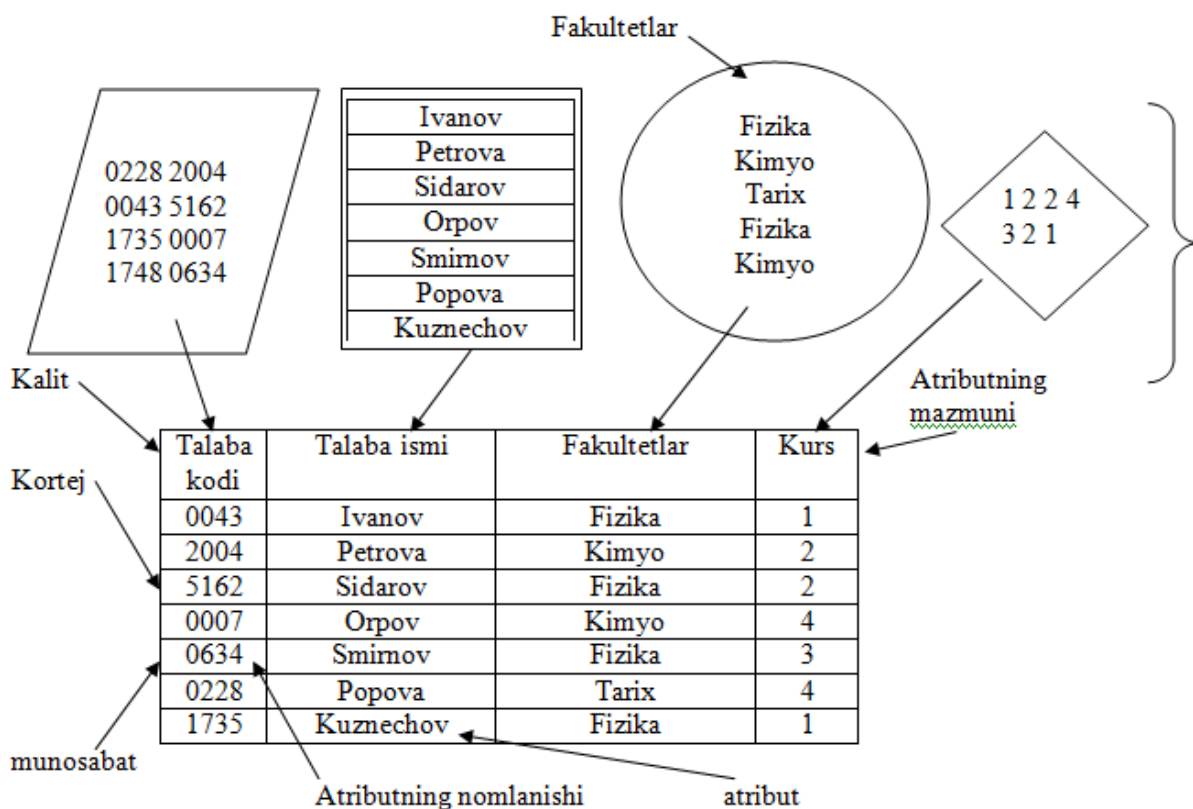 Fakultetlar
0228 2004
0043 5162
1735 0007
1748 0634
Ivanov
Petrova
Sidarov
Orpov
Smirnov
Popova
Kuznechov
Fizika
Kimyo
Tarix
Fizika
Kimyo
1 2 2 4
3 2 1
Kalit
Atributning
mazmuni
Kortej
Talaba kodi Talaba ismi Fakultetlar Kurs
0043 Ivanov Fizika 1
2004 Petrova Kimyo 2
5162 Sidarov Fizika 2
0007 Orpov Kimyo 4
0634 Smirnov Fizika 3
0228 Popova Tarix 4
1735 Kuznechov Fizika 1
munosabat
Atributning nomlanishi
atribut